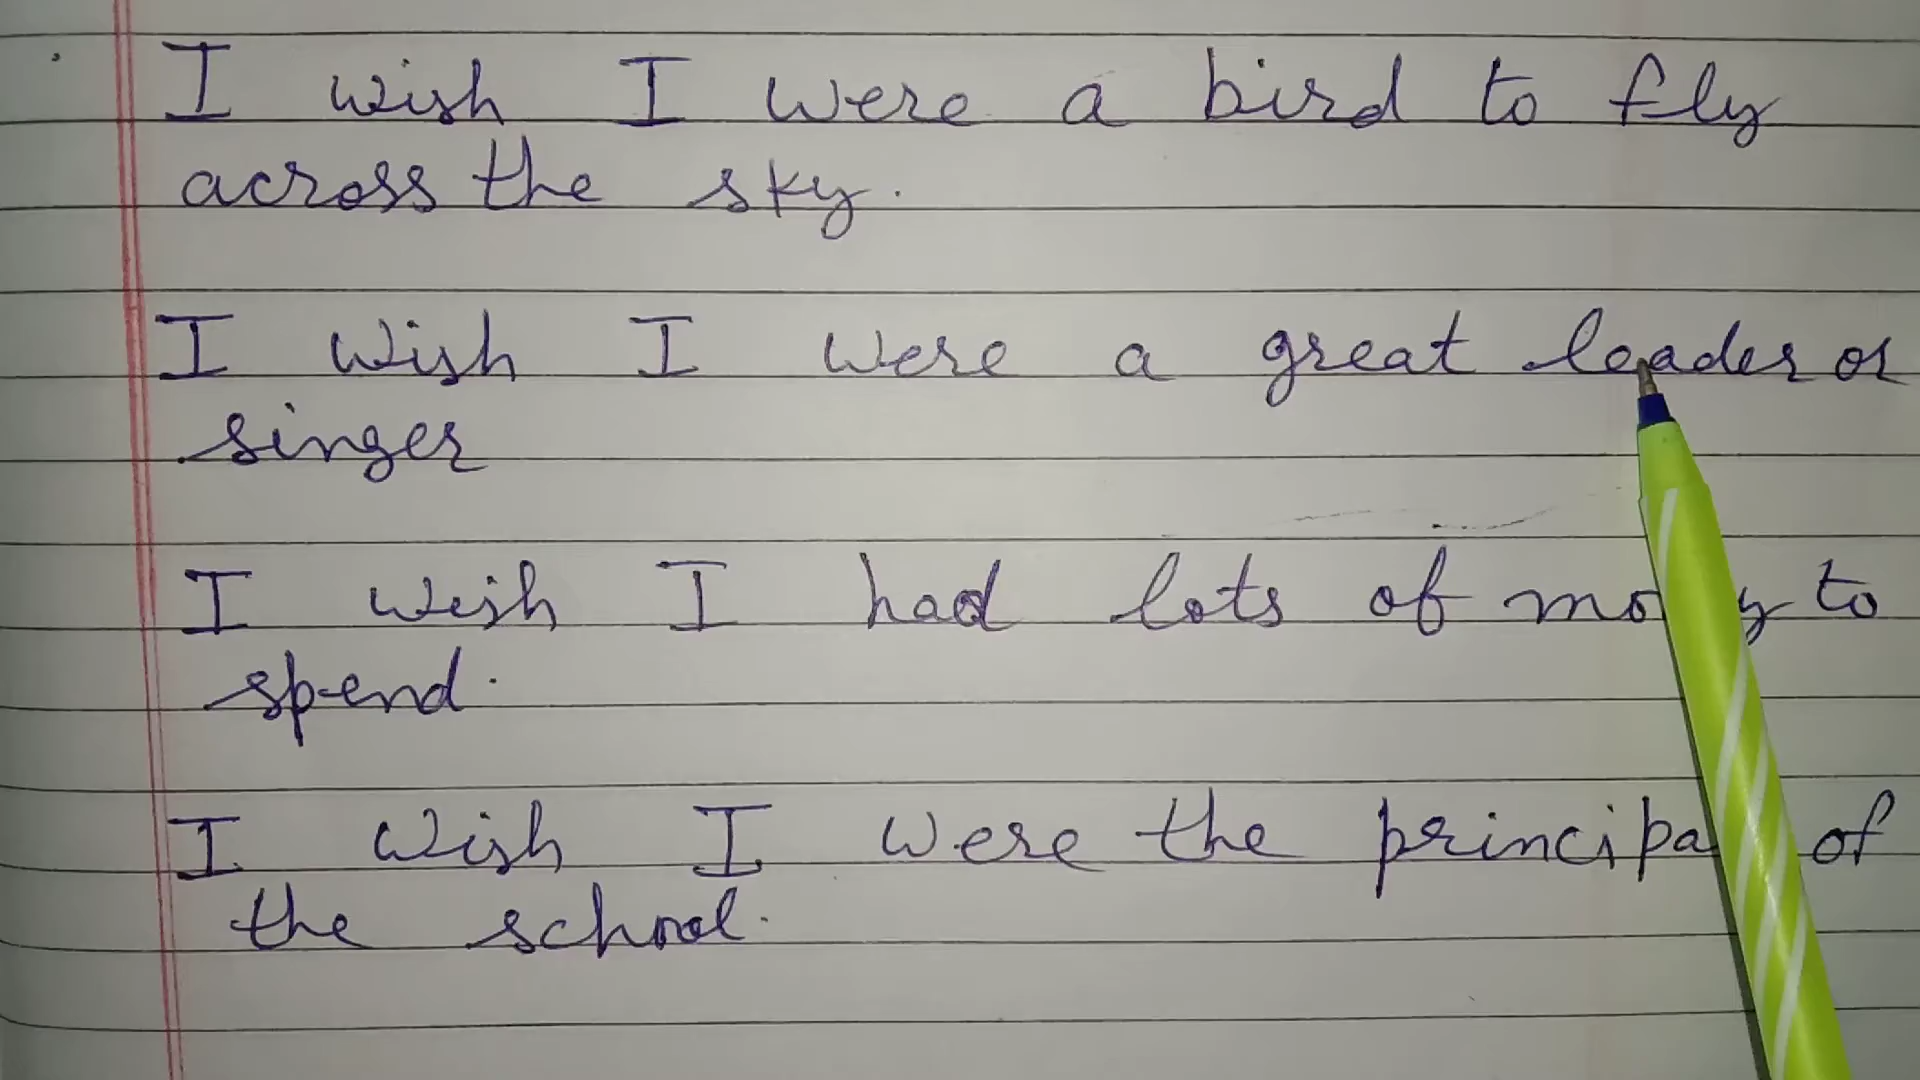 I wish I were a bird to fly
across the sky.
I wish I were a great leader or
singer
I wish I had lots of to
spend.
I wish I were the of
the school.